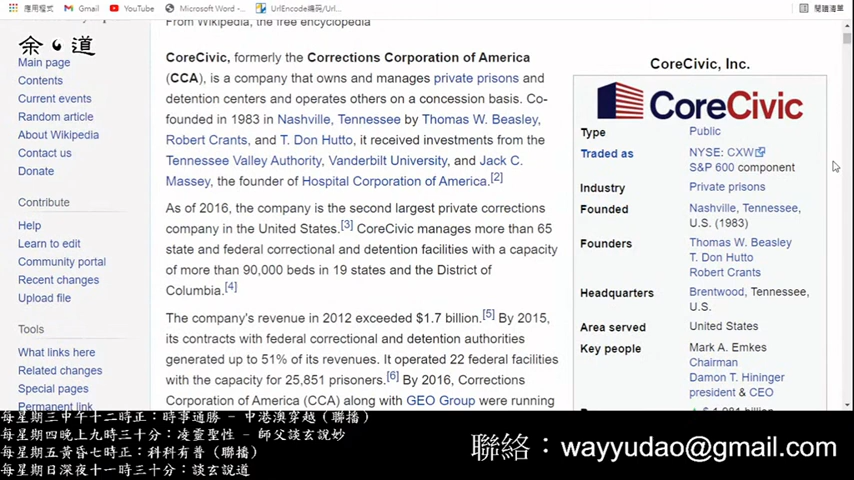 應用程式 Gmail YouTube Microsoft Word -... UrlEncode编码/Url... 閱讀清單
From Wikipedia, the free encyclopedia
余道
Main page
Contents
Current events
Random article
About Wikipedia
Contact us
Donate
Contribute
Help
Learn to edit
Community portal
Recent changes
Upload file
Tools
What links here
Related changes
Special pages
Permanent link
CoreCivic, formerly the Corrections Corporation of America
(CCA), is a company that owns and manages private prisons and
detention centers and operates others on a concession basis. Co-
founded in 1983 in Nashville, Tennessee by Thomas W. Beasley,
Robert Crants, and T. Don Hutto, it received investments from the
Tennessee Valley Authority, Vanderbilt University, and Jack C.
Massey, the founder of Hospital Corporation of America.[2]
As of 2016, the company is the second largest private corrections
company in the United States.[3] CoreCivic manages more than 65
state and federal correctional and detention facilities with a capacity
of more than 90,000 beds in 19 states and the District of
Columbia.[4]
The company's revenue in 2012 exceeded $1.7 billion.[5] By 2015,
its contracts with federal correctional and detention authorities
generated up to 51% of its revenues. It operated 22 federal facilities
with the capacity for 25,851 prisoners.[6] By 2016, Corrections
Corporation of America (CCA) along with GEO Group were running
CoreCivic, Inc.
CoreCivic
Type Public
Traded as NYSE: CXW
S&P 600 component
Industry Private prisons
Founded Nashville, Tennessee,
U.S. (1983)
Founders Thomas W. Beasley
T. Don Hutto
Robert Crants
Headquarters Brentwood, Tennessee,
U.S.
Area served United States
Key people Mark A. Emkes
Chairman
Damon T. Hininger
president & CEO
每星期三中午十二時正：時事通勝 - 中港澳穿越(聯播)
每星期四晚上九時三十分：凌靈聖性 - 師父談玄說妙
每星期五黃昏七時正：科科有普(聯播)
每星期日深夜十一時三十分：談玄說道
聯絡：wayyudao@gmail.com